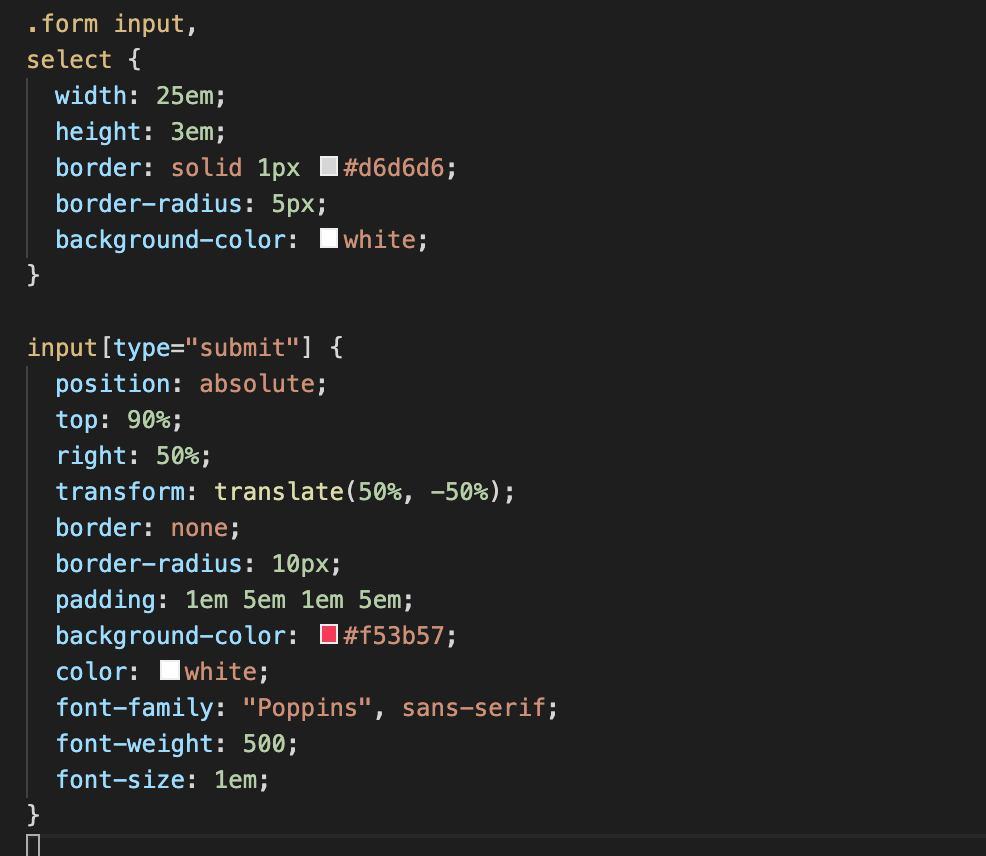 .form input,
select {
  width: 25em;
  height: 3em;
  border: solid 1px #d6d6d6;
  border-radius: 5px;
  background-color: white;
}

input[type="submit"] {
  position: absolute;
  top: 90%;
  right: 50%;
  transform: translate(50%, -50%);
  border: none;
  border-radius: 10px;
  padding: 1em 5em 1em 5em;
  background-color: #f53b57;
  color: white;
  font-family: "Poppins", sans-serif;
  font-weight: 500;
  font-size: 1em;
}